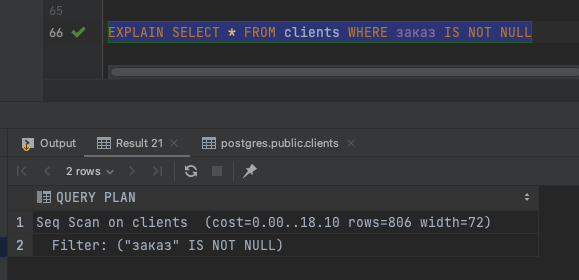 65
66 EXPLAIN SELECT * FROM clients WHERE заказ IS NOT NULL
Output Result 21 postgres.public.clients
2 rows
QUERY PLAN
1 Seq Scan on clients  (cost=0.00..18.10 rows=806 width=72)
2 Filter: ("заказ" IS NOT NULL)